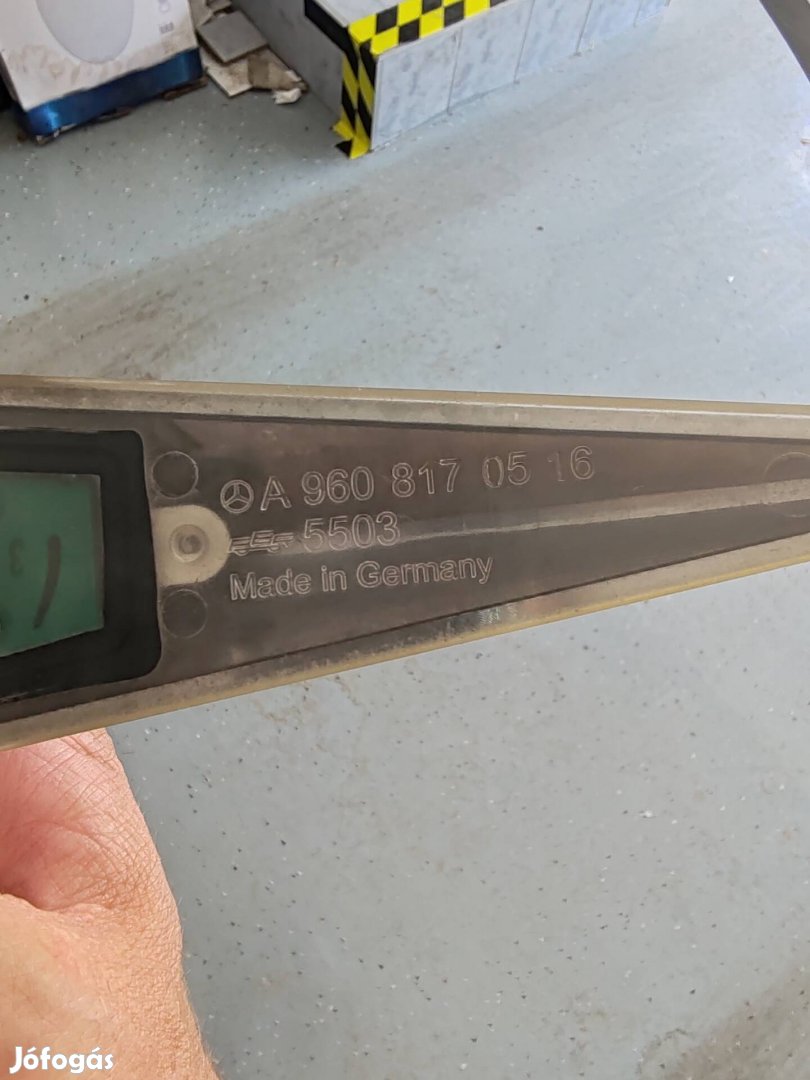 A 960 817 05 16
5503
Made in Germany
Jófogás